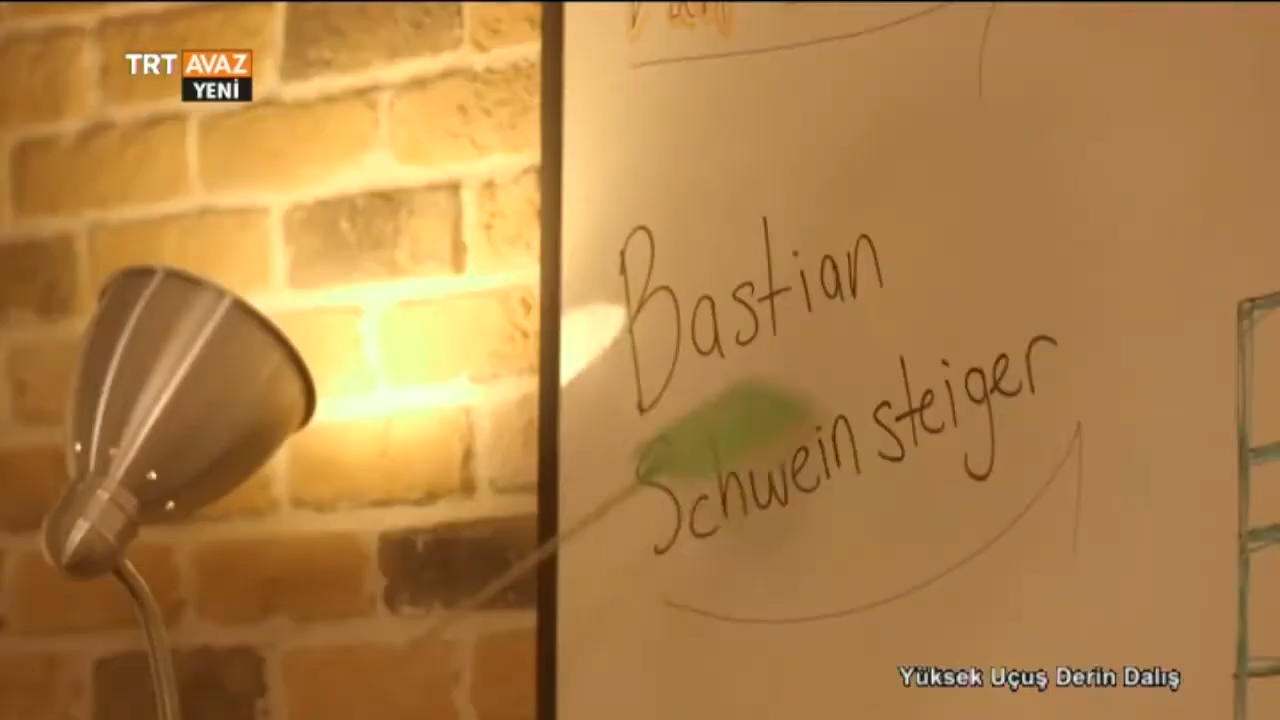 TRT AVAZ
YENİ
Bastian
Schweinsteiger
Yüksek Uçuş Derin Dalış